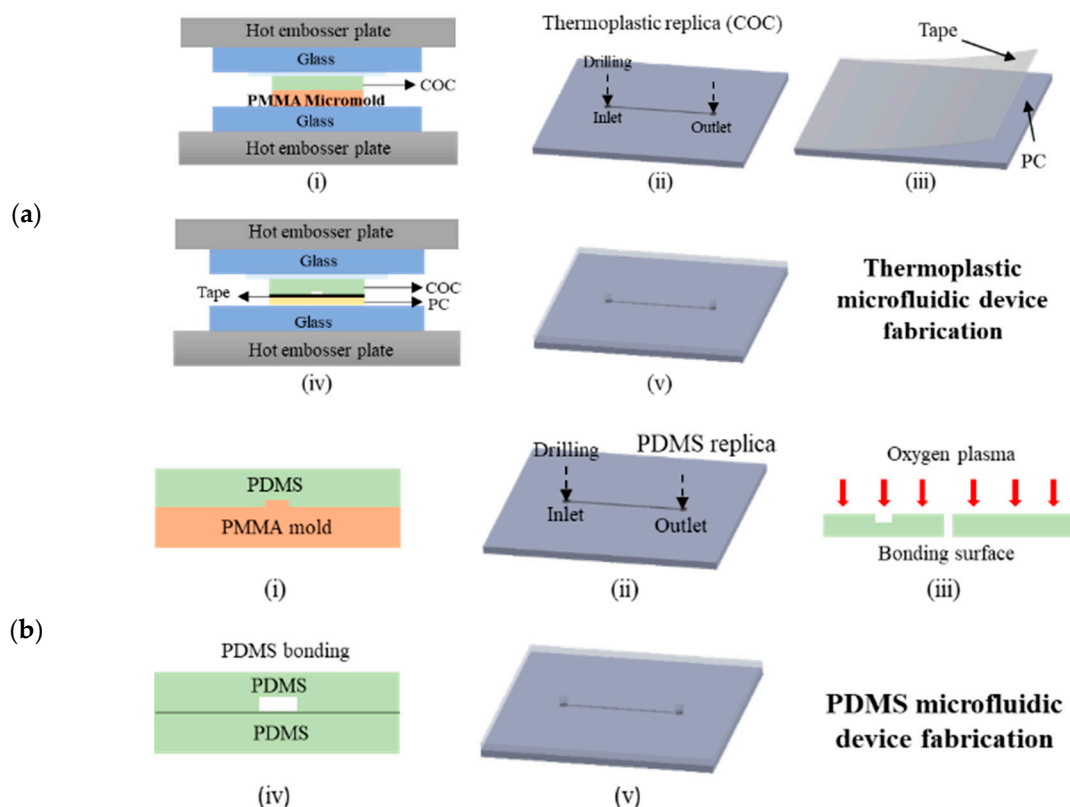 Hot embosser plate
Glass
COC
PMMA Micromold
Glass
Hot embosser plate
(i)
Thermoplastic replica (COC)
Drilling
Inlet
Outlet
(ii)
Tape
PC
(iii)
(a)
Hot embosser plate
Glass
Tape
COC
PC
Glass
Hot embosser plate
(iv)
(v)
Thermoplastic
microfluidic device
fabrication
PDMS
PMMA mold
(i)
Drilling
PDMS replica
Inlet
Outlet
(ii)
Oxygen plasma
Bonding surface
(iii)
(b)
PDMS bonding
PDMS
PDMS
(iv)
(v)
PDMS microfluidic
device fabrication